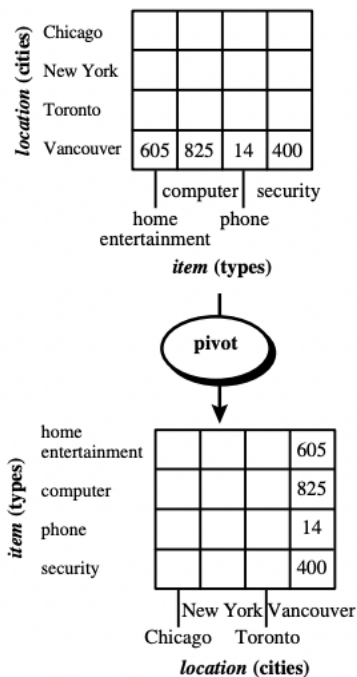 location (cities)
Chicago
New York
Toronto
Vancouver 605 825 14 400
computer security
home phone
entertainment
item (types)
pivot
item (types)
home
entertainment 605
computer 825
phone 14
security 400
New York Vancouver
Chicago Toronto
location (cities)